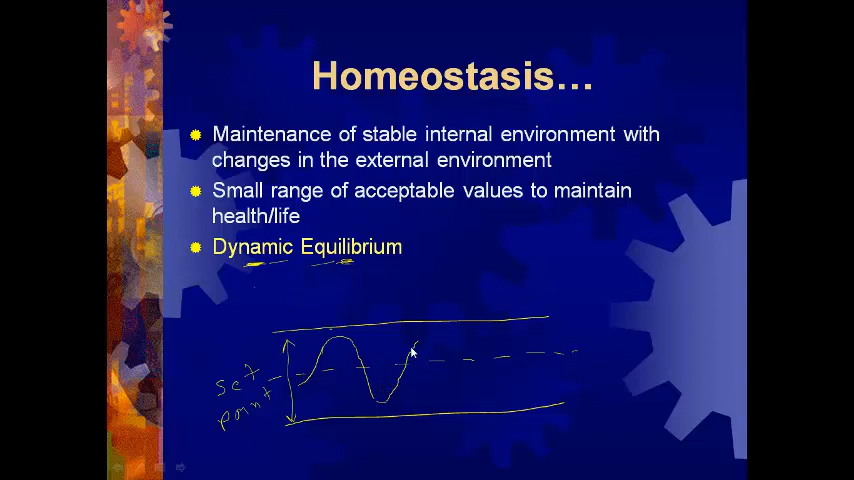 Homeostasis...
Maintenance of stable internal environment with
changes in the external environment
Small range of acceptable values to maintain
health/life
Dynamic Equilibrium
Set
point